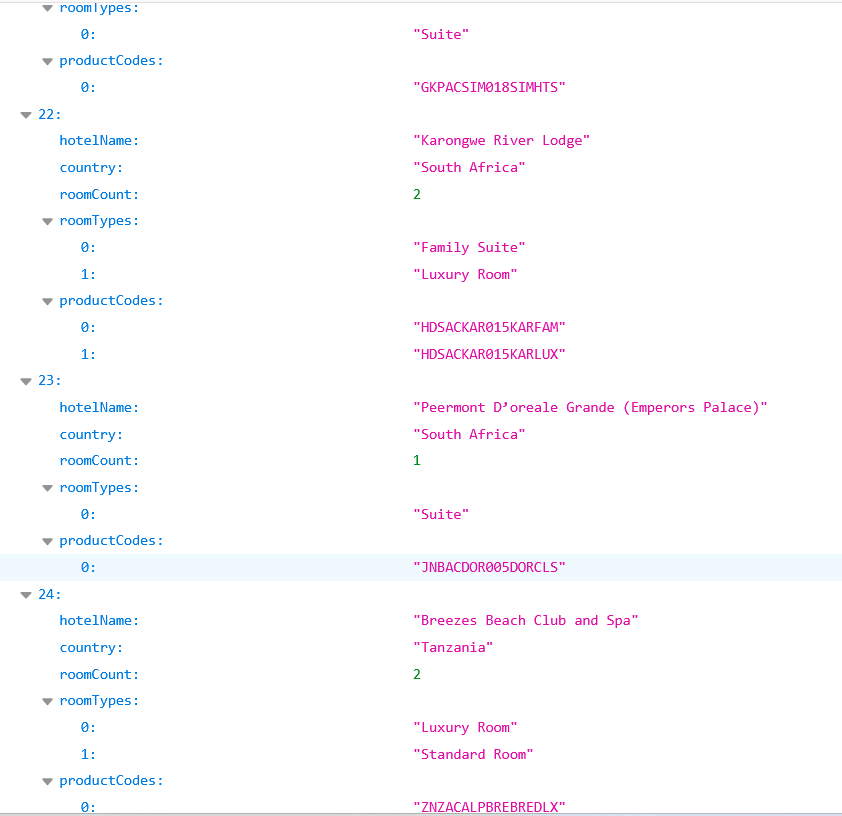 roomTypes:
0: "Suite"
productCodes:
0: "GKPACSIM018SIMHTS"
22:
hotelName: "Karongwe River Lodge"
country: "South Africa"
roomCount: 2
roomTypes:
0: "Family Suite"
1: "Luxury Room"
productCodes:
0: "HDSACKAR015KARFAM"
1: "HDSACKAR015KARLUX"
23:
hotelName: "Peermont D’oreale Grande (Emperors Palace)"
country: "South Africa"
roomCount: 1
roomTypes:
0: "Suite"
productCodes:
0: "JNBACDOR005DORCLS"
24:
hotelName: "Breezes Beach Club and Spa"
country: "Tanzania"
roomCount: 2
roomTypes:
0: "Luxury Room"
1: "Standard Room"
productCodes:
0: "ZNZACALPBREBREDLX"